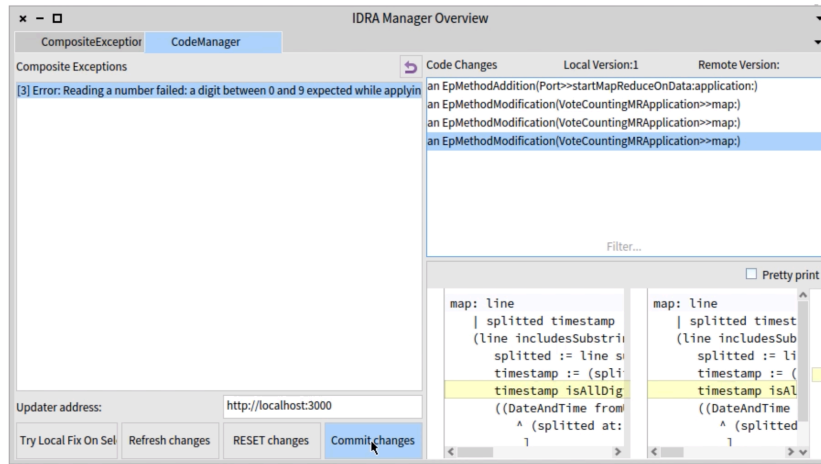 IDRA Manager Overview
CompositeException
CodeManager
Composite Exceptions
[3] Error: Reading a number failed: a digit between 0 and 9 expected while applyin
Updater address:
http://localhost:3000
Try Local Fix On Sel
Refresh changes
RESET changes
Commit changes
Code Changes
Local Version:1
Remote Version:
an EpMethodAddition(Port>>startMapReduceOnData:application:)
an EpMethodModification(VoteCountingMRApplication>>map:)
an EpMethodModification(VoteCountingMRApplication>>map:)
an EpMethodModification(VoteCountingMRApplication>>map:)
Filter...
Pretty print
map: line
| splitted timestamp
(line includesSubstrin
splitted := line s
timestamp := (spli
timestamp isAllDig
((DateAndTime from
^ (splitted at:
]
map: line
| splitted timest
(line includesSub
splitted := li
timestamp := (
timestamp isAl
((DateAndTime
^ (splitted
]